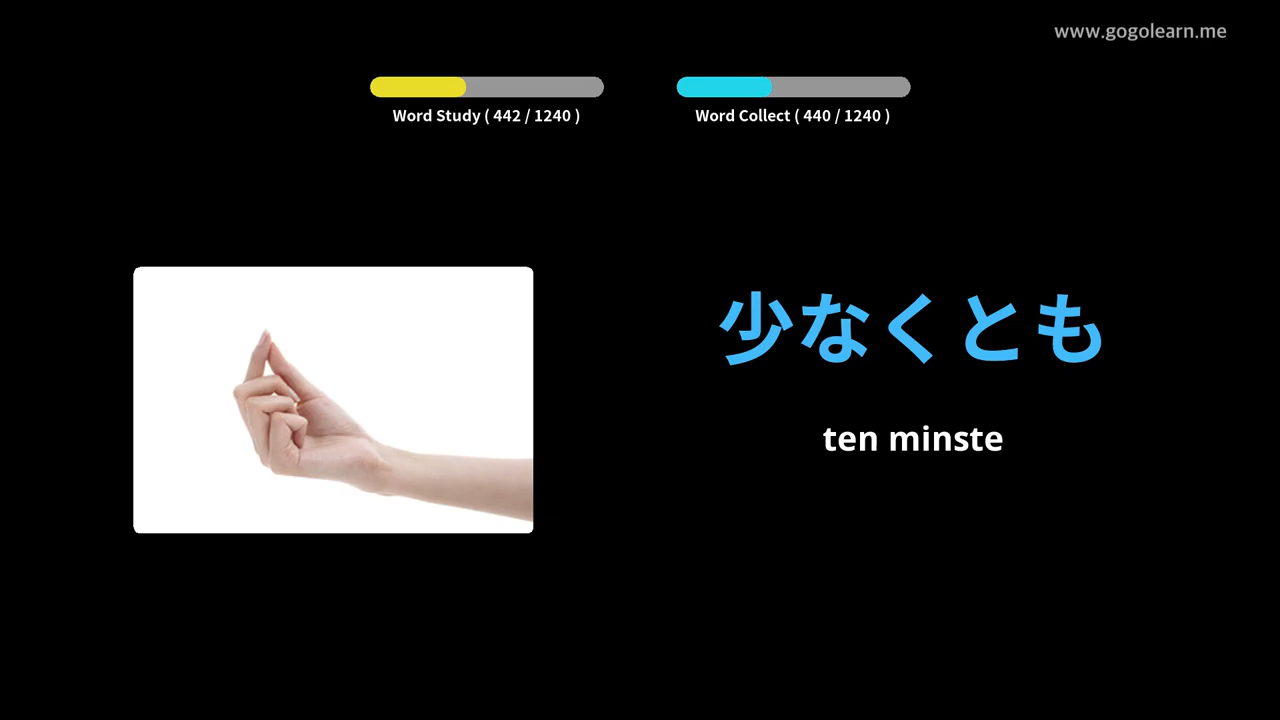 www.gogolearn.me
Word Study ( 442 / 1240 )
Word Collect ( 440 / 1240 )
少なくとも
ten minste